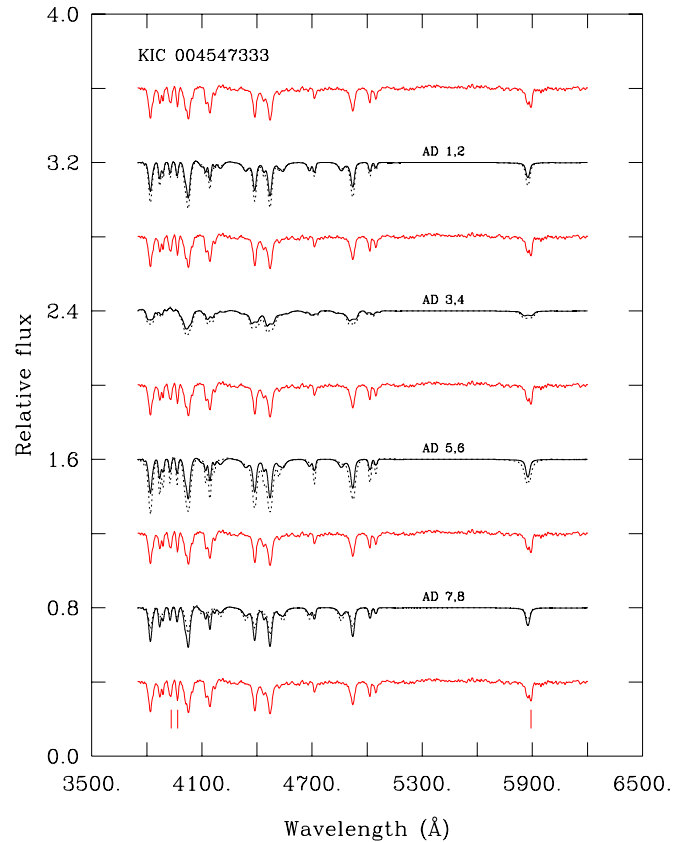 4.0
KIC 004547333
3.2
AD 1,2
2.4
AD 3,4
Relative flux
1.6
AD 5,6
0.8
AD 7,8
0.0
3500. 4100. 4700. 5300. 5900. 6500.
Wavelength (Å)